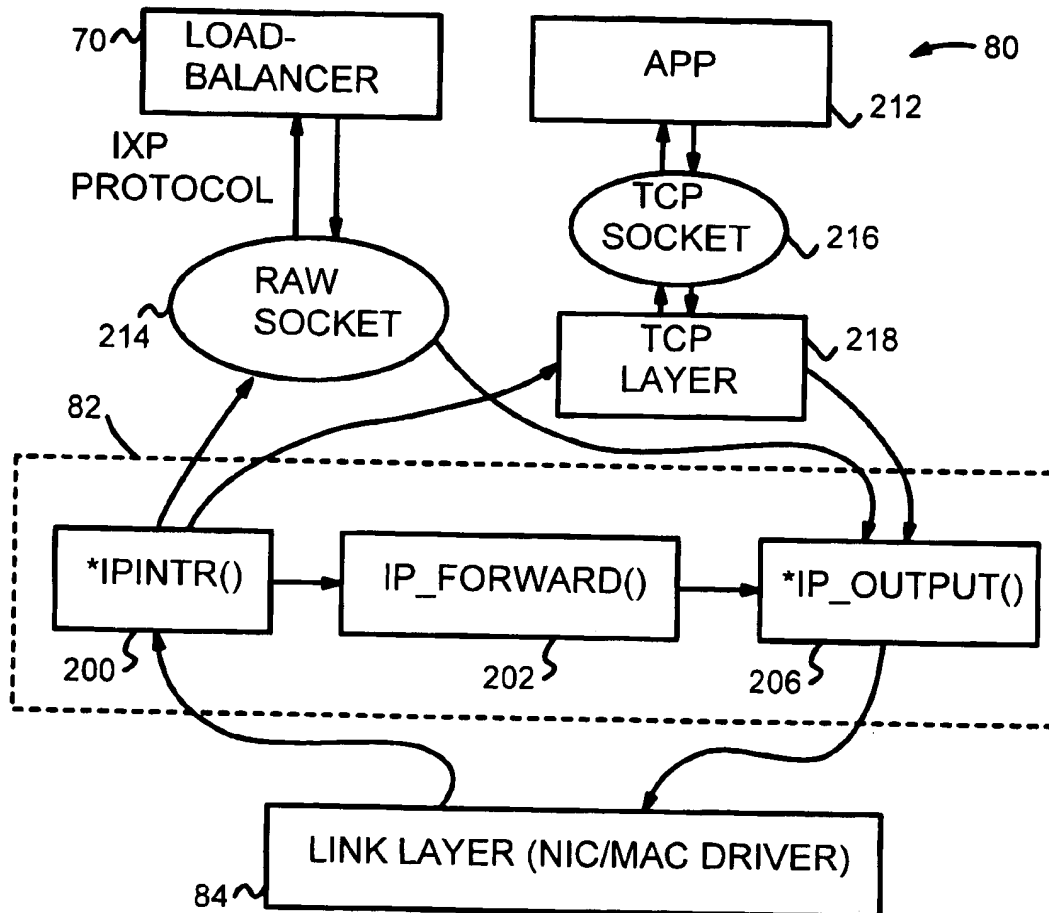 70
LOAD-
BALANCER
APP
80
212
IXP
PROTOCOL
TCP
SOCKET
216
RAW
SOCKET
214
TCP
LAYER
218
82
*IPINTR()
IP_FORWARD()
*IP_OUTPUT()
200
202
206
LINK LAYER (NIC/MAC DRIVER)
84